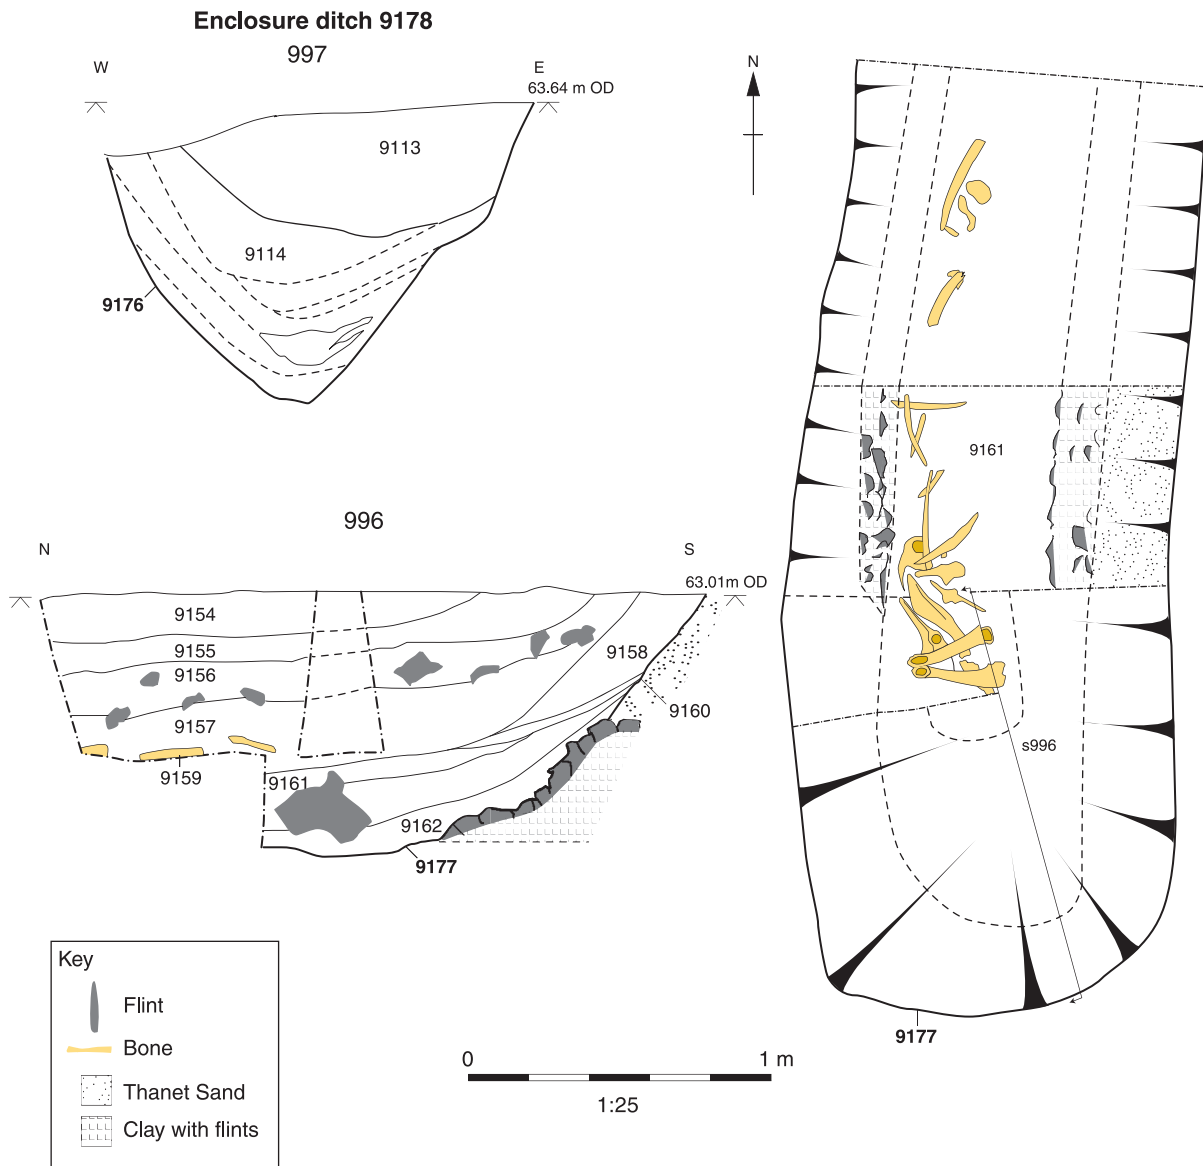 Enclosure ditch 9178
997
W
E
63.64 m OD
9113
9114
9176
N
9161
s996
9177
996
N
S
63.01m OD
9154
9155
9156
9157
9158
9160
9159
9161
9162
9177
Key
Flint
Bone
Thanet Sand
Clay with flints
0
1 m
1:25